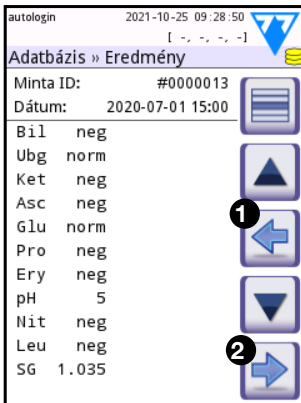 autologin 2021-10-25 09:28:50
[ -, -, -, -]
Adatbázis » Eredmény
Minta ID: #0000013
Dátum: 2020-07-01 15:00
Bil neg
Ubg norm
Ket neg
Asc neg
Glu norm
Pro neg
Ery neg
pH 5
Nit neg
Leu neg
SG 1.035
1
2